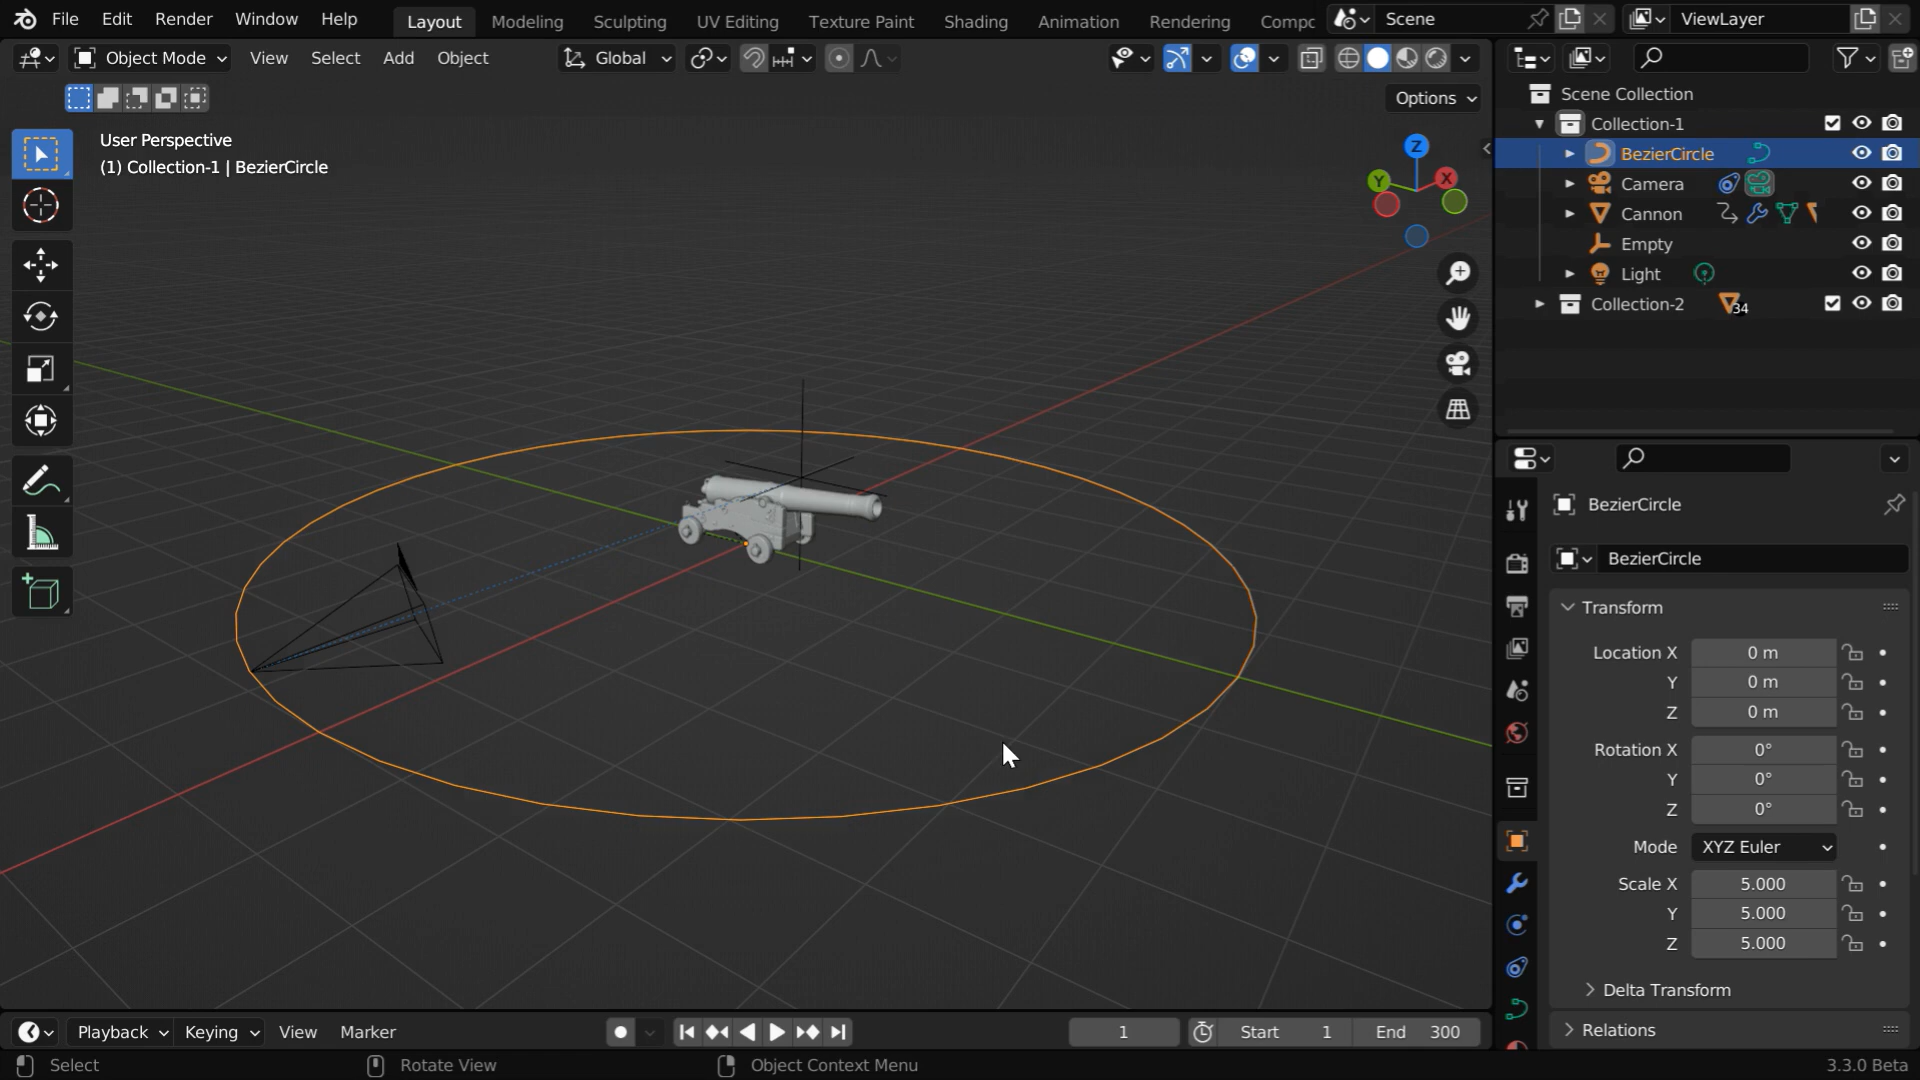 File Edit Render Window Help Layout Modeling Sculpting UV Editing Texture Paint Shading Animation Rendering Compc Scene ViewLayer
Object Mode View Select Add Object Global
Options
User Perspective
(1) Collection-1 | BezierCircle
Z
Y
X
Scene Collection
Collection-1
BezierCircle
Camera
Cannon
Empty
Light
Collection-2 34
BezierCircle
BezierCircle
Transform
Location X 0 m
Y 0 m
Z 0 m
Rotation X 0°
Y 0°
Z 0°
Mode XYZ Euler
Scale X 5.000
Y 5.000
Z 5.000
Delta Transform
Relations
Playback Keying View Marker 1 Start 1 End 300
Select Rotate View Object Context Menu 3.3.0 Beta